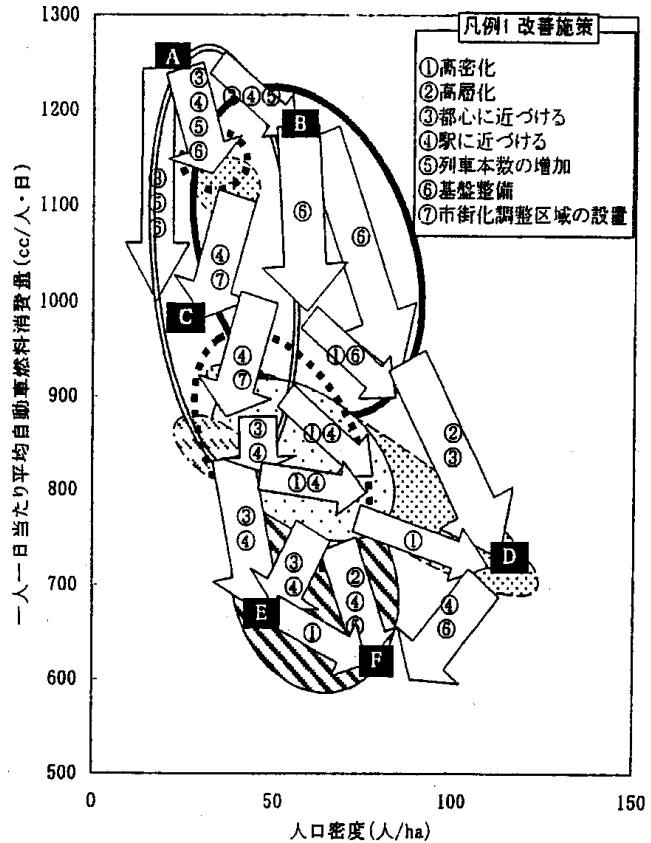 凡例1 改善施策
①高密化
②高層化
③都心に近づける
④駅に近づける
⑤列車本数の増加
⑥基盤整備
⑦市街化調整区域の設置
一人一日当たり平均自動車燃料消費量(cc/人・日)
1300
1200
1100
1000
900
800
700
600
500
0
50
100
150
人口密度(人/ha)
A
③
④
⑤
⑥
④⑤
B
③
⑤
⑥
⑥
④
⑦
C
①⑥
④
⑦
①④
②
③
③
④
①④
③
④
①
D
③
④
②
④
④
⑥
E
①
F